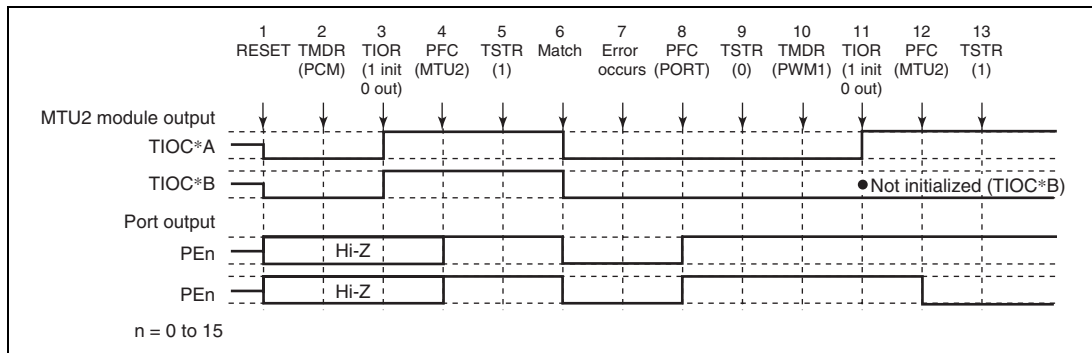 1 2 3 4 5 6 7 8 9 10 11 12 13
RESET TMDR TIOR PFC TSTR Match Error PFC TSTR TMDR TIOR PFC TSTR
(PCM) (1 init (MTU2) (1) occurs (PORT) (0) (PWM1) (1 init (MTU2) (1)
0 out) 0 out)
MTU2 module output
TIOC*A
TIOC*B
● Not initialized (TIOC*B)
Port output
PEn
Hi-Z
PEn
Hi-Z
n = 0 to 15